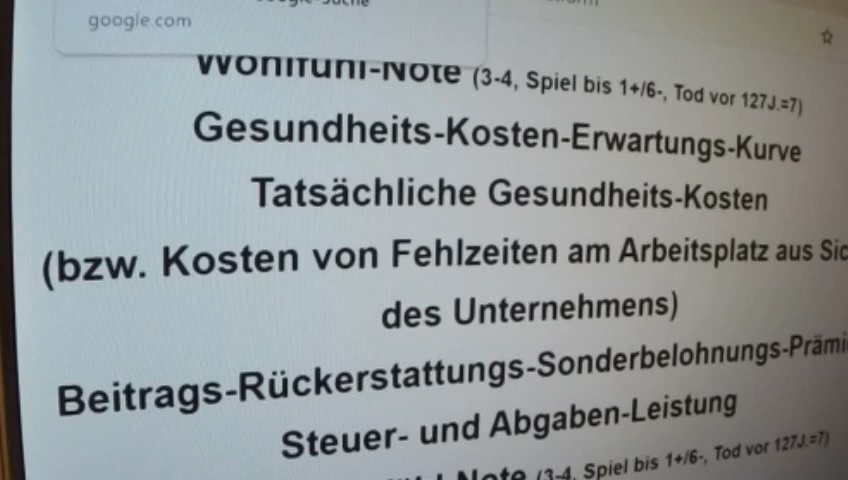 google.com
Wohlfühl-Note (3-4, Spiel bis 1+/6-, Tod vor 127J.=7)
Gesundheits-Kosten-Erwartungs-Kurve
Tatsächliche Gesundheits-Kosten
(bzw. Kosten von Fehlzeiten am Arbeitsplatz aus
des Unternehmens)
Beitrags-Rückerstattungs-Sonderbelohnungs-Prämi
Steuer- und Abgaben-Leistung
Note (3-4, Spiel bis 1+/6-, Tod vor 127J.=7)